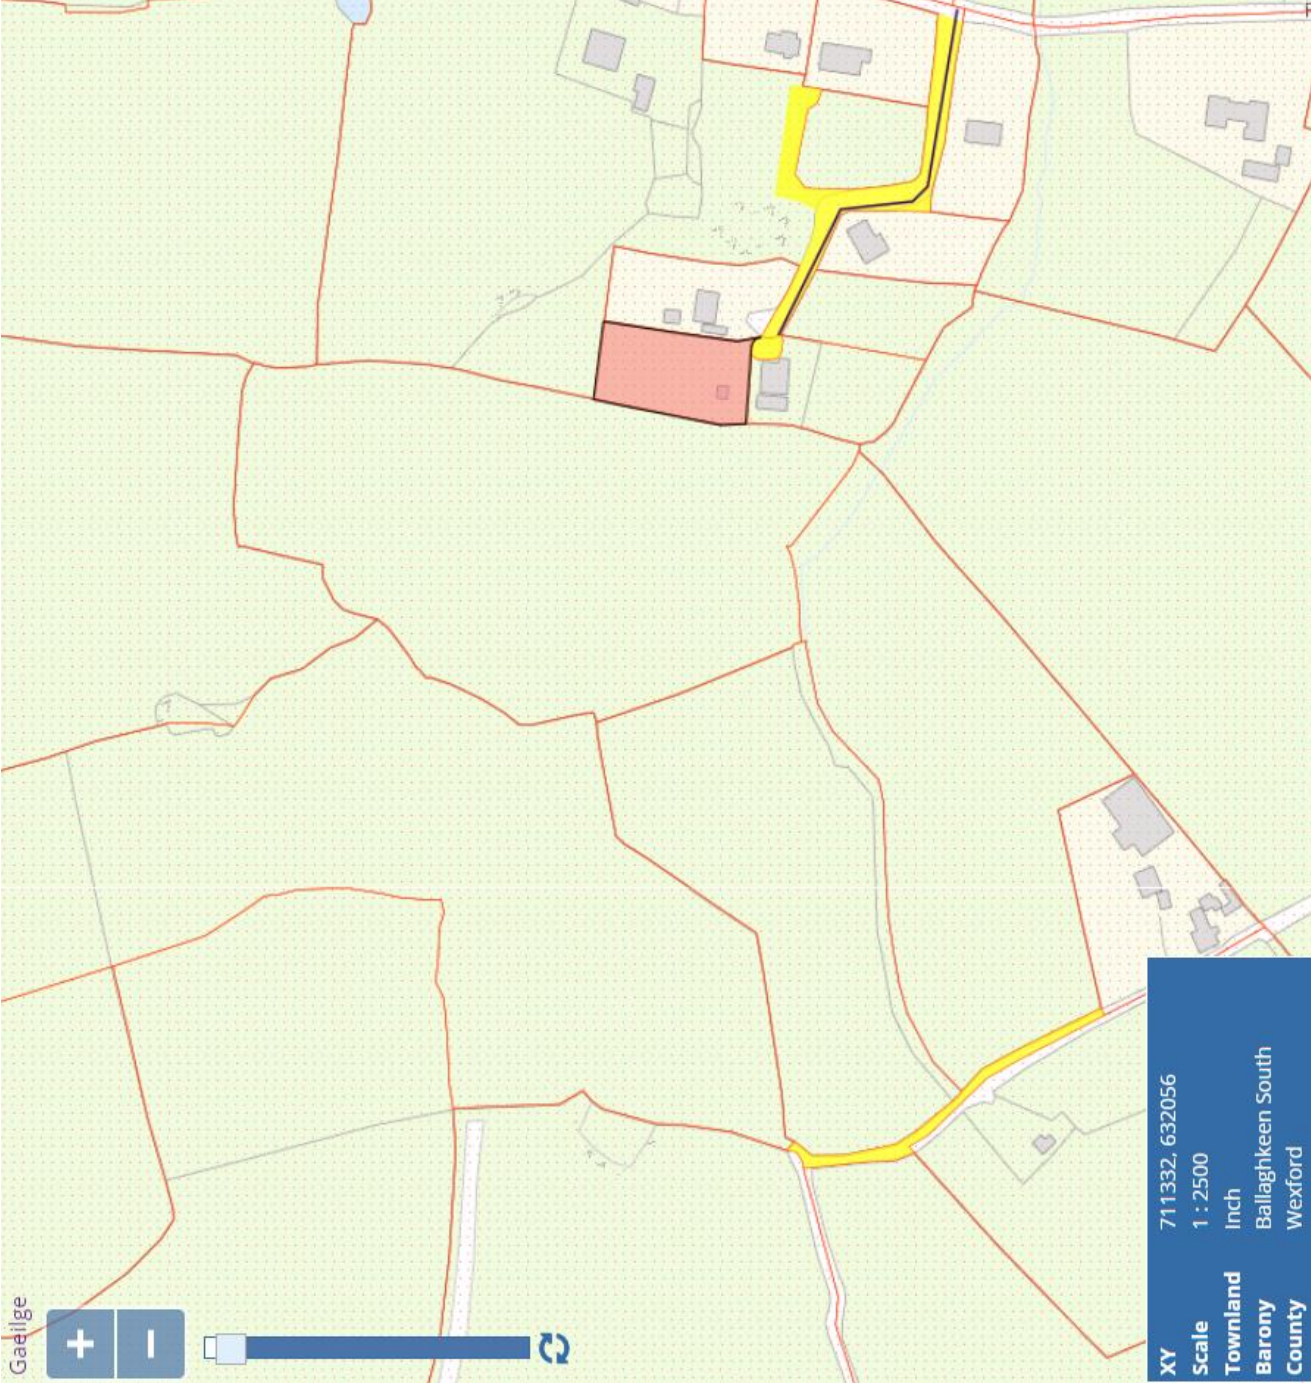 Gaeilge
+
−
XY 711332, 632056
Scale 1 : 2500
Townland Inch
Barony Ballaghkeen South
County Wexford